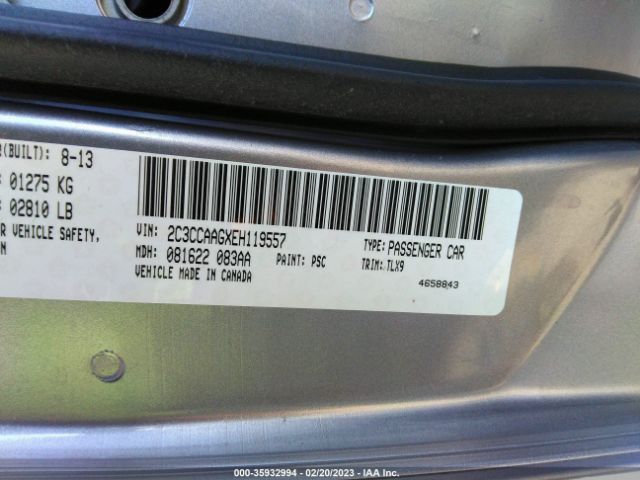 (BUILT): 8-13
01275 KG
02810 LB
R VEHICLE SAFETY,
N
VIN: 2C3CCAAGXEH119557
TYPE: PASSENGER CAR
MDH: 081622 083AA PAINT: PSC
TRIM: TLX9
VEHICLE MADE IN CANADA
4658843
000-35932994 - 02/20/2023 - IAA Inc.